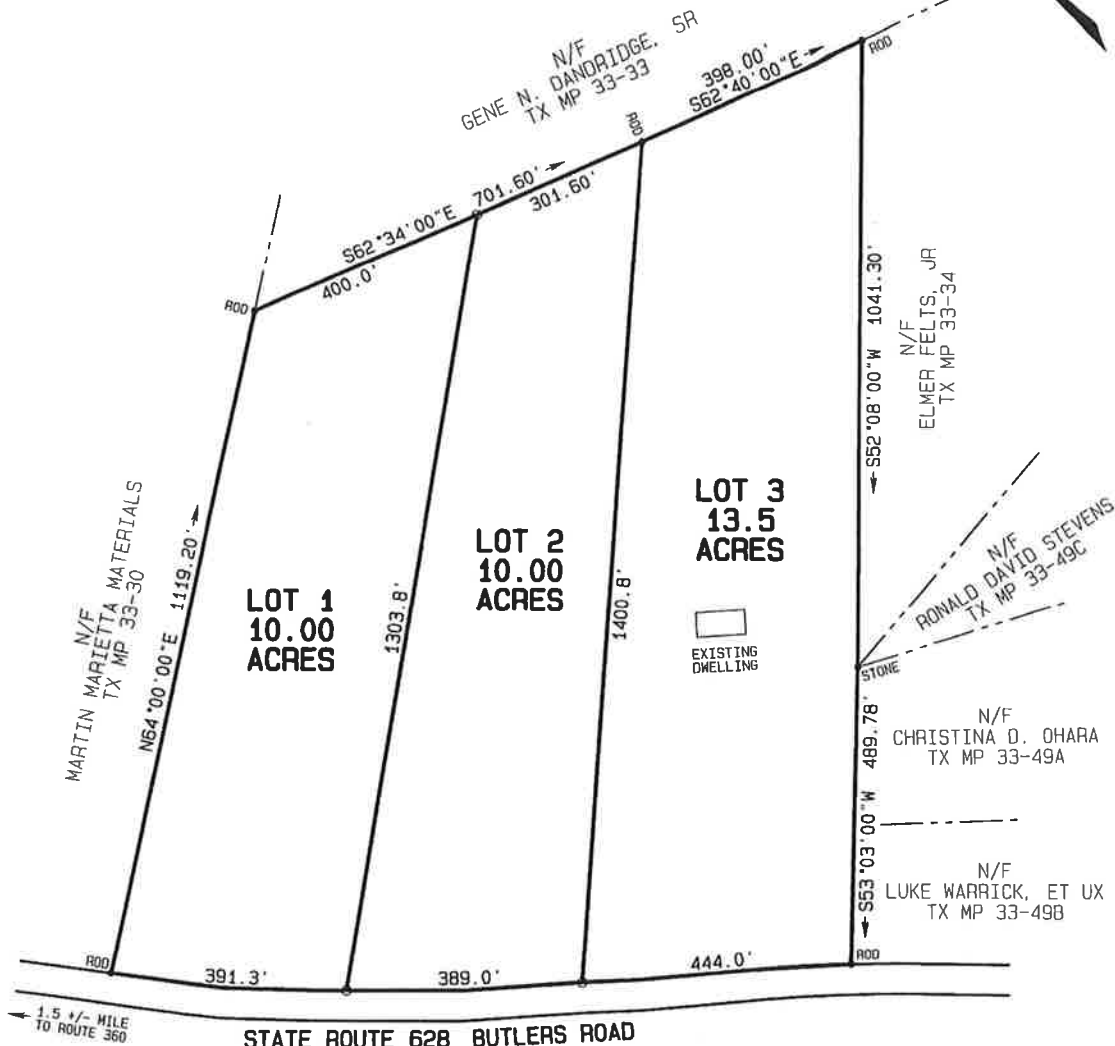 N/F
GENE N. DANDRIDGE, SR
TX MP 33-33
398.00'
S62°40'00"E
ROD
ROD
701.60'
301.60'
S62°34'00"E
400.0'
ROD
N/F
MARTIN MARIETTA MATERIALS
TX MP 33-30
N64°00'00"E 1119.20'
LOT 1
10.00
ACRES
1303.8'
LOT 2
10.00
ACRES
1400.8'
LOT 3
13.5
ACRES
EXISTING
DWELLING
S52°08'00"W 1041.30'
N/F
ELMER FELTS, JR
TX MP 33-34
N/F
RONALD DAVID STEVENS
TX MP 33-49C
STONE
N/F
CHRISTINA D. OHARA
TX MP 33-49A
S53°03'00"W 489.78'
N/F
LUKE WARRICK, ET UX
TX MP 33-49B
ROD
391.3'
389.0'
444.0'
ROD
1.5 +/- MILE
TO ROUTE 360
STATE ROUTE 628 BUTLERS ROAD